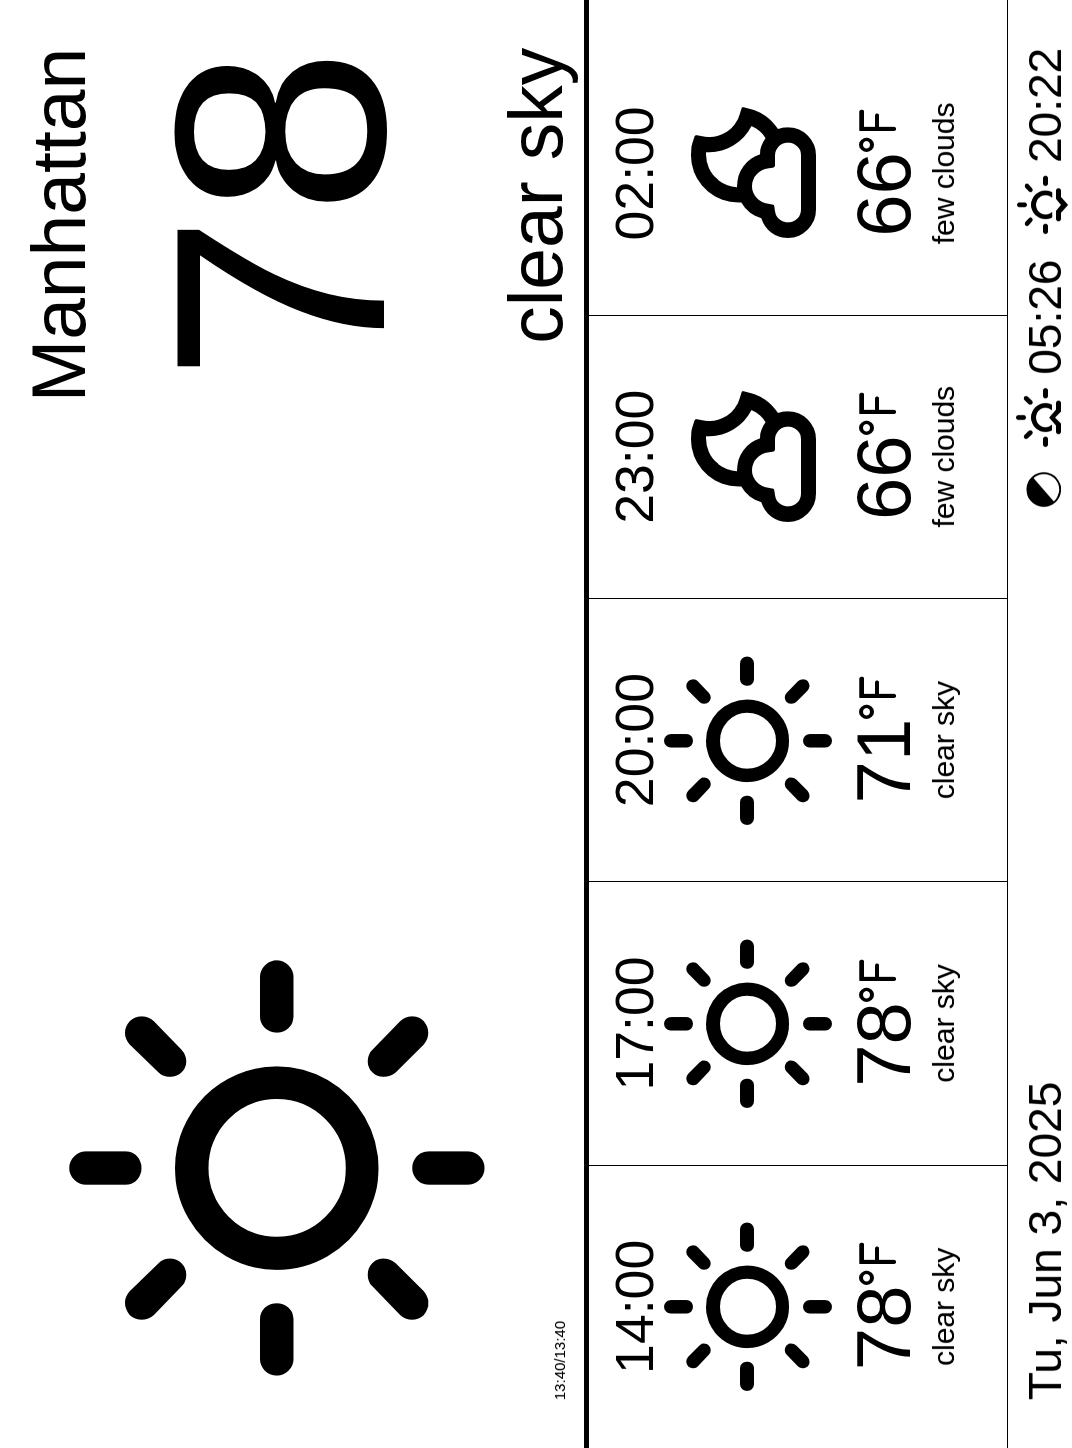 Manhattan
78
clear sky
13:40/13:40
14:00 17:00 20:00 23:00 02:00
78°F 78°F 71°F 66°F 66°F
clear sky clear sky clear sky few clouds few clouds
Tu, Jun 3, 2025 05:26 20:22